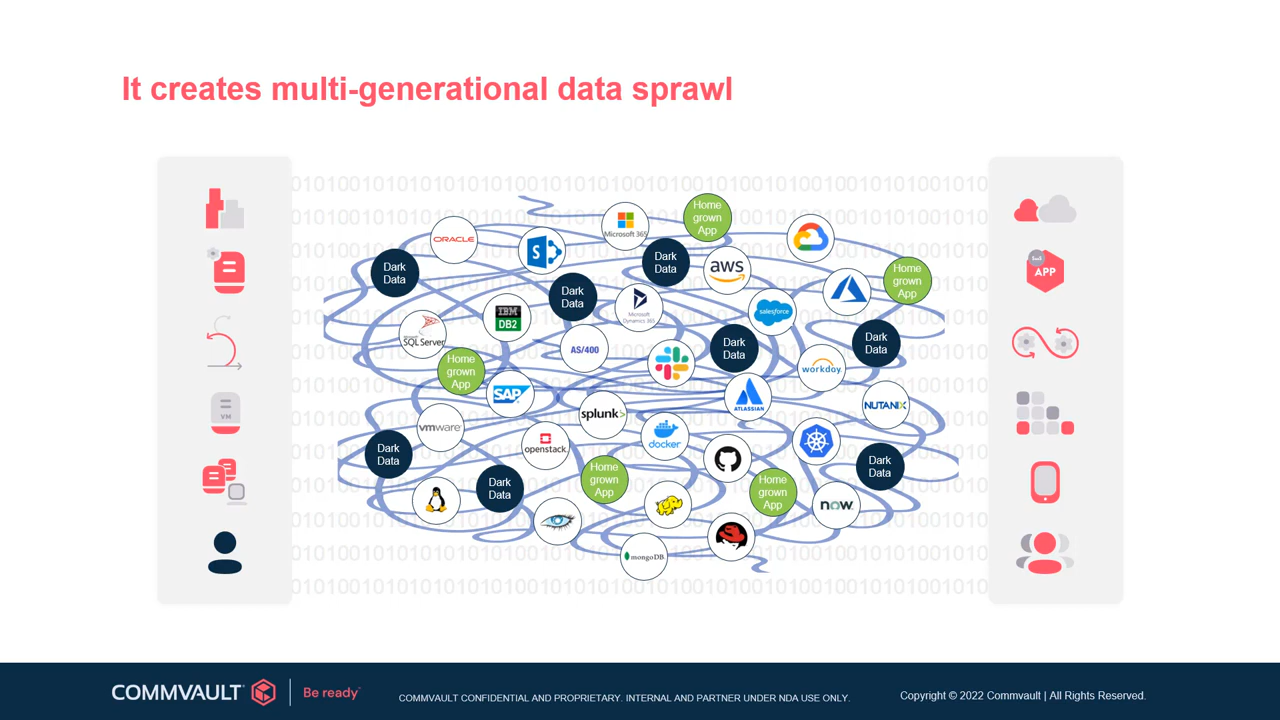 It creates multi-generational data sprawl
ORACLE
S
Microsoft 365
Home
grown
App
Dark
Data
Dark
Data
aws
Home
grown
App
Dark
Data
Microsoft
Dynamics 365
salesforce
IBM
DB2
SQL Server
AS/400
Dark
Data
Dark
Data
Home
grown
App
workday
SAP
ATLASSIAN
NUTANIX
splunk>
vmware
docker
openstack.
Dark
Data
Dark
Data
Home
grown
App
Home
grown
App
Dark
Data
now
mongoDB
VM
SaaS
APP
01010010101010101010010101010010101001010100101010010101
COMMVAULT
Be ready
COMMVAULT CONFIDENTIAL AND PROPRIETARY. INTERNAL AND PARTNER UNDER NDA USE ONLY.
Copyright © 2022 Commvault | All Rights Reserved.